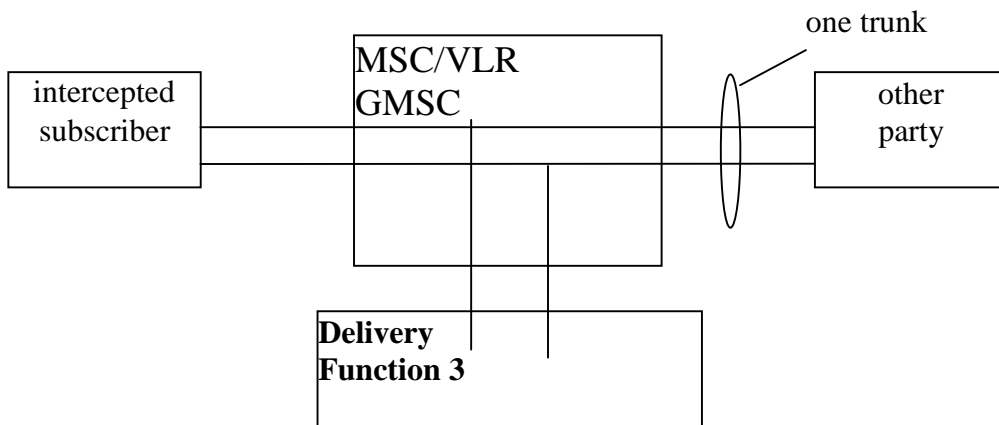 one trunk
MSC/VLR
GMSC
intercepted
subscriber
other
party
Delivery
Function 3